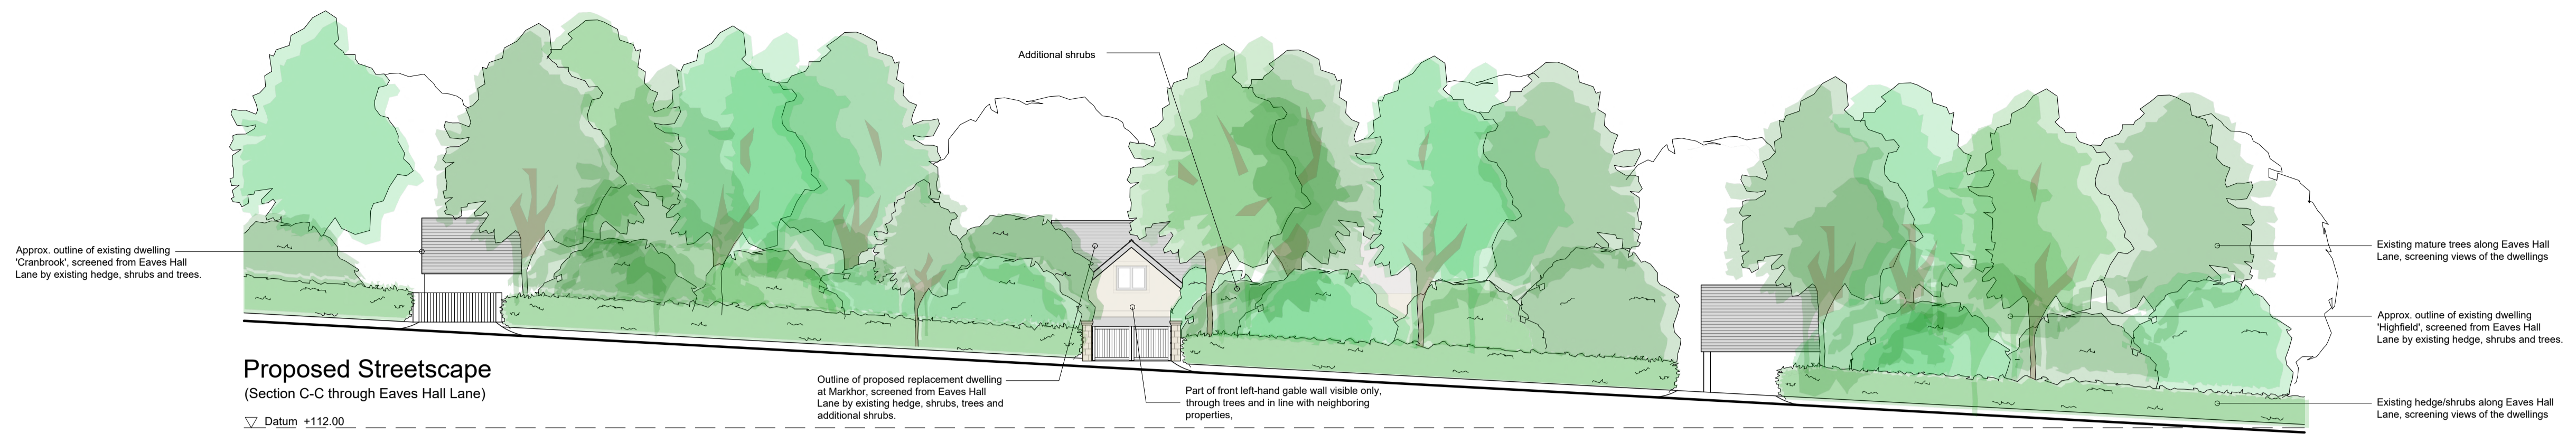 Additional shrubs
Approx. outline of existing dwelling
'Cranbrook', screened from Eaves Hall
Lane by existing hedge, shrubs and trees.
Existing mature trees along Eaves Hall
Lane, screening views of the dwellings
Approx. outline of existing dwelling
'Highfield', screened from Eaves Hall
Lane by existing hedge, shrubs and trees.
Proposed Streetscape
(Section C-C through Eaves Hall Lane)
Datum +112.00
Outline of proposed replacement dwelling
at Markhor, screened from Eaves Hall
Lane by existing hedge, shrubs, trees and
additional shrubs.
Part of front left-hand gable wall visible only,
through trees and in line with neighboring
properties,
Existing hedge/shrubs along Eaves Hall
Lane, screening views of the dwellings